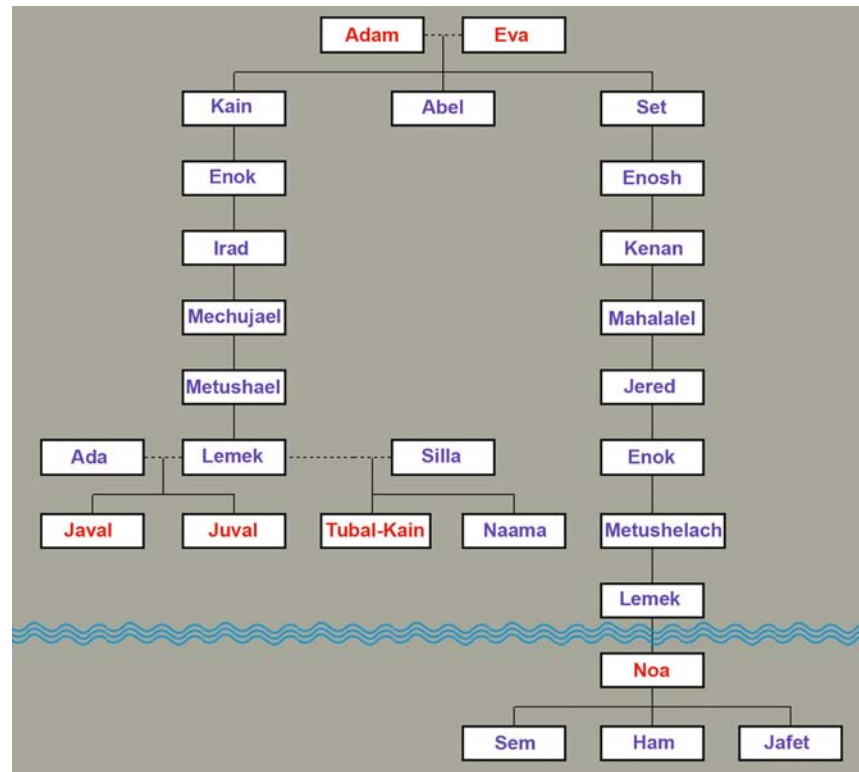 Adam Eva
Kain Abel Set
Enok Enosh
Irad Kenan
Mechujael Mahalalel
Metushael Jered
Ada Lemek Silla Enok
Javal Juval Tubal-Kain Naama Metushelach
Lemek
Noa
Sem Ham Jafet